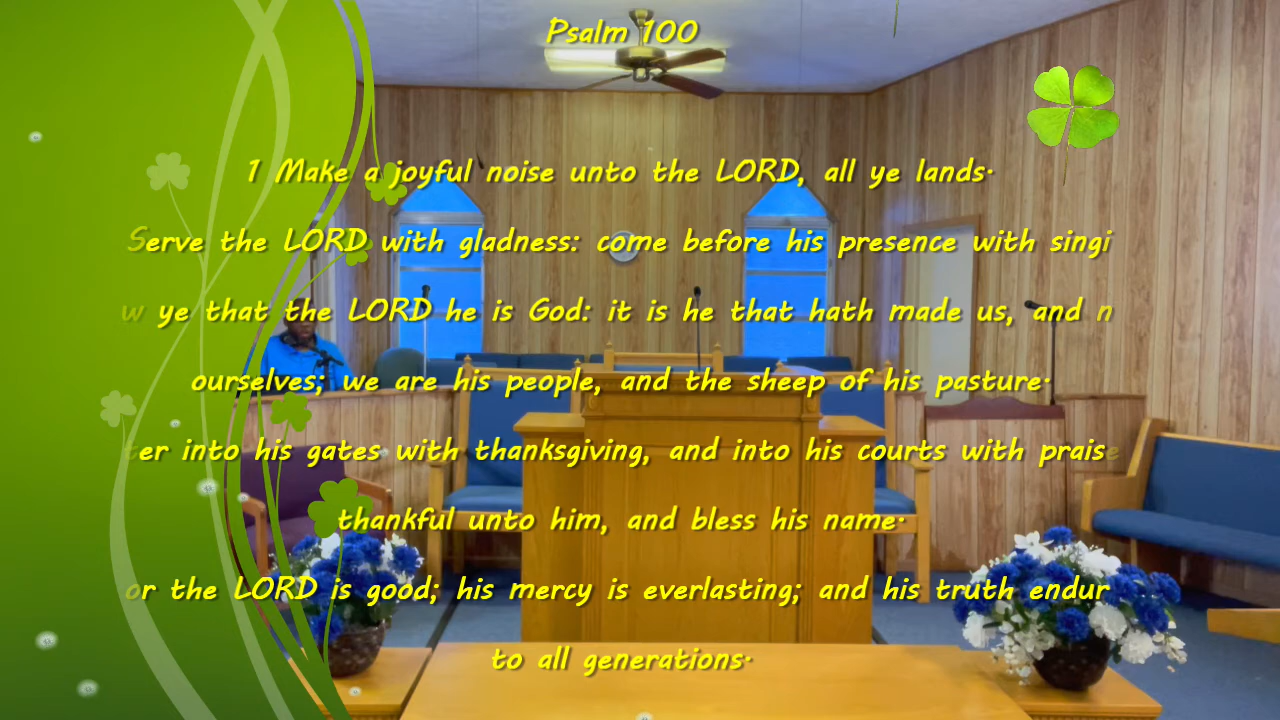 Psalm 100
1 Make a joyful noise unto the LORD, all ye lands.
Serve the LORD with gladness: come before his presence with singi
w ye that the LORD he is God: it is he that hath made us, and n
ourselves; we are his people, and the sheep of his pasture.
ter into his gates with thanksgiving, and into his courts with praise
thankful unto him, and bless his name.
or the LORD is good; his mercy is everlasting; and his truth endur
to all generations.